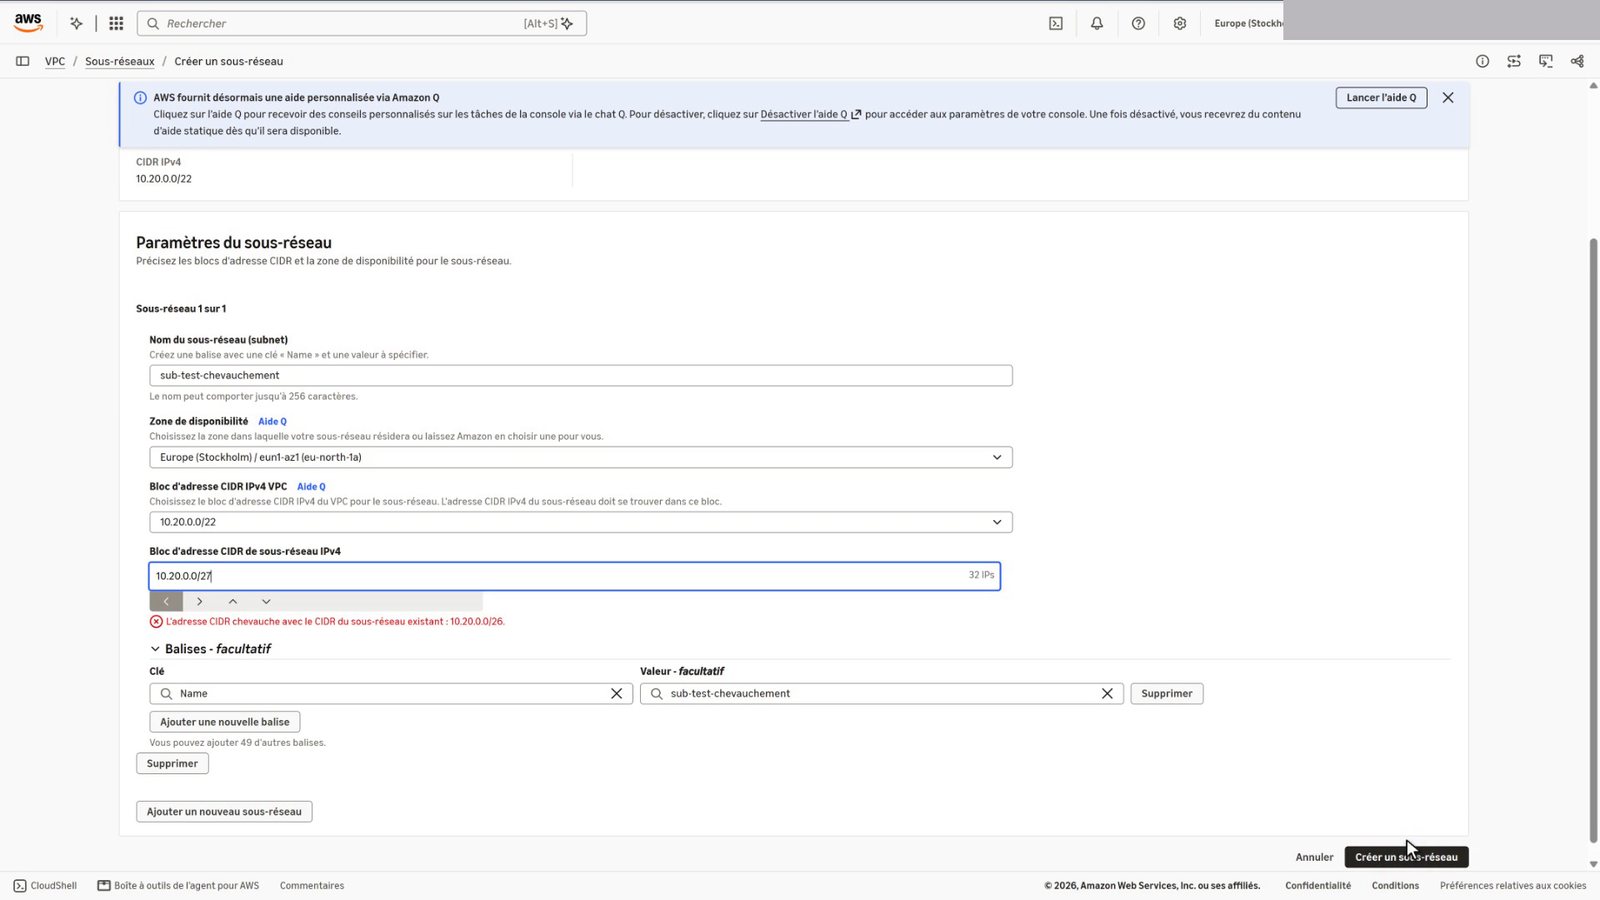 aws
Rechercher
[Alt+S]
Europe (Stockh
VPC / Sous-réseaux / Créer un sous-réseau
AWS fournit désormais une aide personnalisée via Amazon Q
Cliquez sur l'aide Q pour recevoir des conseils personnalisés sur les tâches de la console via le chat Q. Pour désactiver, cliquez sur Désactiver l'aide Q pour accéder aux paramètres de votre console. Une fois désactivé, vous recevrez du contenu
d'aide statique dès qu'il sera disponible.
Lancer l'aide Q
CIDR IPv4
10.20.0.0/22
Paramètres du sous-réseau
Précisez les blocs d'adresse CIDR et la zone de disponibilité pour le sous-réseau.
Sous-réseau 1 sur 1
Nom du sous-réseau (subnet)
Créez une balise avec une clé « Name » et une valeur à spécifier.
sub-test-chevauchement
Le nom peut comporter jusqu'à 256 caractères.
Zone de disponibilité Aide Q
Choisissez la zone dans laquelle votre sous-réseau résidera ou laissez Amazon en choisir une pour vous.
Europe (Stockholm) / eun1-az1 (eu-north-1a)
Bloc d'adresse CIDR IPv4 VPC Aide Q
Choisissez le bloc d'adresse CIDR IPv4 du VPC pour le sous-réseau. L'adresse CIDR IPv4 du sous-réseau doit se trouver dans ce bloc.
10.20.0.0/22
Bloc d'adresse CIDR de sous-réseau IPv4
10.20.0.0/27
32 IPs
L'adresse CIDR chevauche avec le CIDR du sous-réseau existant : 10.20.0.0/26.
Balises - facultatif
Clé
Valeur - facultatif
Name
sub-test-chevauchement
Supprimer
Ajouter une nouvelle balise
Vous pouvez ajouter 49 d'autres balises.
Supprimer
Ajouter un nouveau sous-réseau
Annuler
Créer un sous-réseau
CloudShell
Boîte à outils de l'agent pour AWS
Commentaires
© 2026, Amazon Web Services, Inc. ou ses affiliés.
Confidentialité
Conditions
Préférences relatives aux cookies